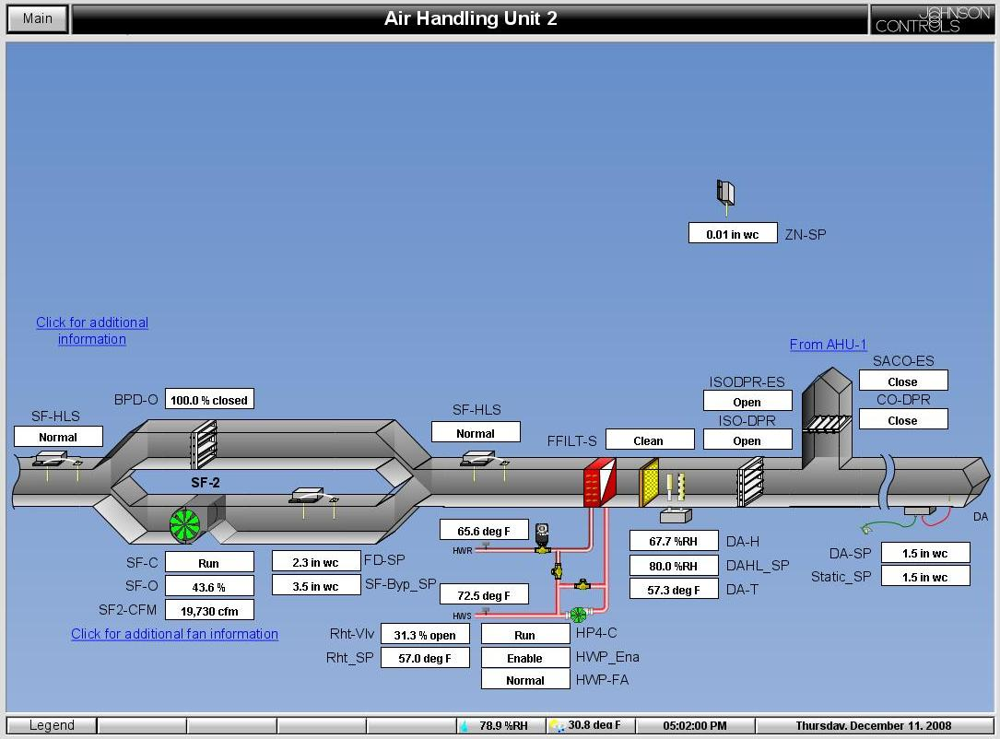 Main
Air Handling Unit 2
JOHNSON
CONTROLS
0.01 in wc
ZN-SP
Click for additional
information
From AHU-1
SACO-ES
Close
ISODPR-ES
Open
CO-DPR
Close
BPD-O
100.0 % closed
SF-HLS
Normal
SF-HLS
Normal
ISO-DPR
Open
FFILT-S
Clean
SF-2
DA
65.6 deg F
HWR
67.7 %RH
DA-H
SF-C
Run
2.3 in wc
FD-SP
80.0 %RH
DAHL_SP
DA-SP
1.5 in wc
SF-O
43.6 %
3.5 in wc
SF-Byp_SP
57.3 deg F
DA-T
Static_SP
1.5 in wc
SF2-CFM
19,730 cfm
72.5 deg F
HWS
Click for additional fan information
Rht-Vlv
31.3 % open
Run
HP4-C
Rht_SP
57.0 deg F
Enable
HWP_Ena
Normal
HWP-FA
Legend
78.9 %RH
30.8 deg F
05:02:00 PM
Thursday, December 11, 2008